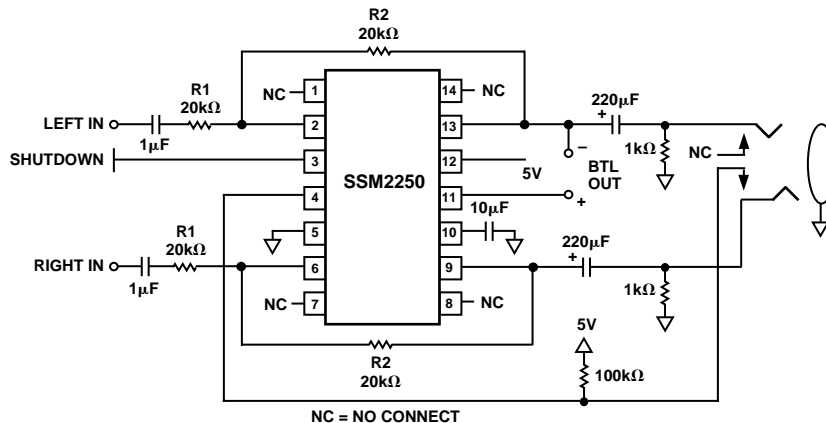 R2
20kΩ
R1
20kΩ
LEFT IN
1μF
SHUTDOWN
NC
1
2
3
4
5
6
7
SSM2250
14
13
12
11
10
9
8
NC
5V
10μF
NC
220μF
+
–
BTL
OUT
+
1kΩ
NC
R1
20kΩ
RIGHT IN
1μF
NC
R2
20kΩ
220μF
+
1kΩ
5V
100kΩ
NC = NO CONNECT